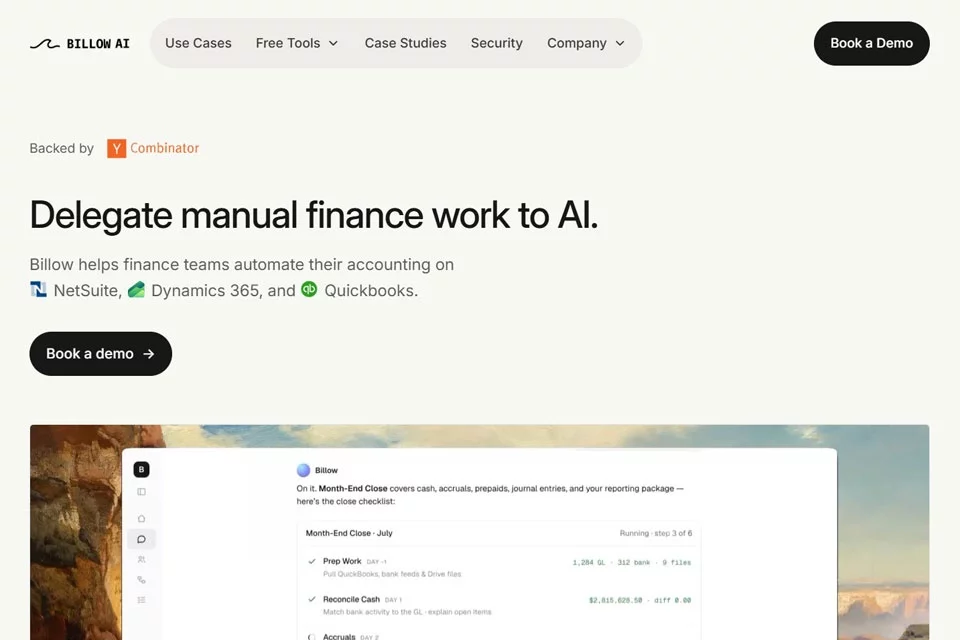 BILLOW AI
Use Cases
Free Tools
Case Studies
Security
Company
Book a Demo
Backed by Y Combinator
Delegate manual finance work to AI.
Billow helps finance teams automate their accounting on
N NetSuite, Dynamics 365, and qb Quickbooks.
Book a demo →
B
Billow
On it. Month-End Close covers cash, accruals, prepaids, journal entries, and your reporting package —
here's the close checklist:
Month-End Close · July
Running · step 3 of 6
Prep Work DAY -1
1,284 GL · 312 bank · 9 files
Pull QuickBooks, bank feeds & Drive files
Reconcile Cash DAY 1
$2,815,628.50 · diff 0.00
Match bank activity to the GL · explain open items
Accruals DAY 2